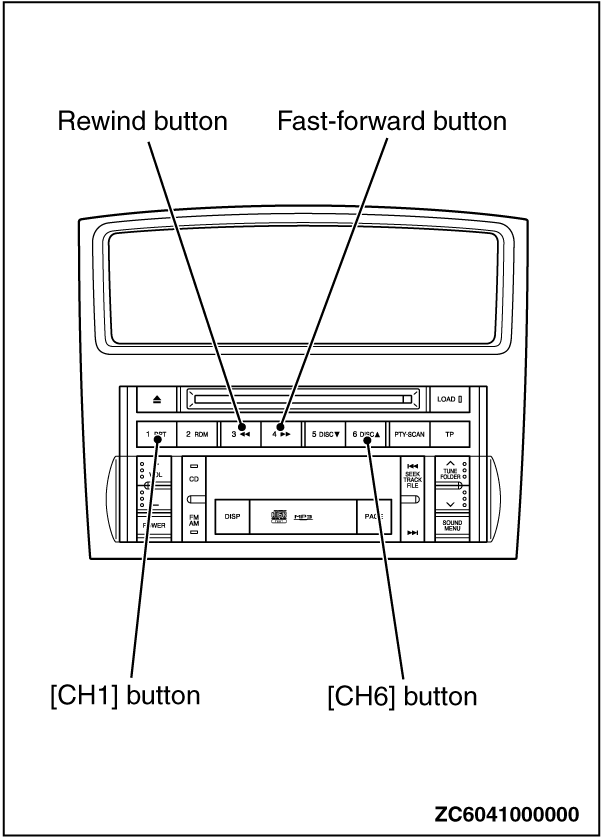 Rewind button Fast-forward button
LOAD
1 RPT 2 RDM 3 ◀◀ 4 ▶▶ 5 DISC▼ 6 DISC▲ PTY-SCAN TP
VOL
CD
SEEK
TRACK
FILE
TUNE
FOLDER
POWER
FM
AM
DISP
MP3
PAGE
SOUND
MENU
[CH1] button [CH6] button
ZC6041000000